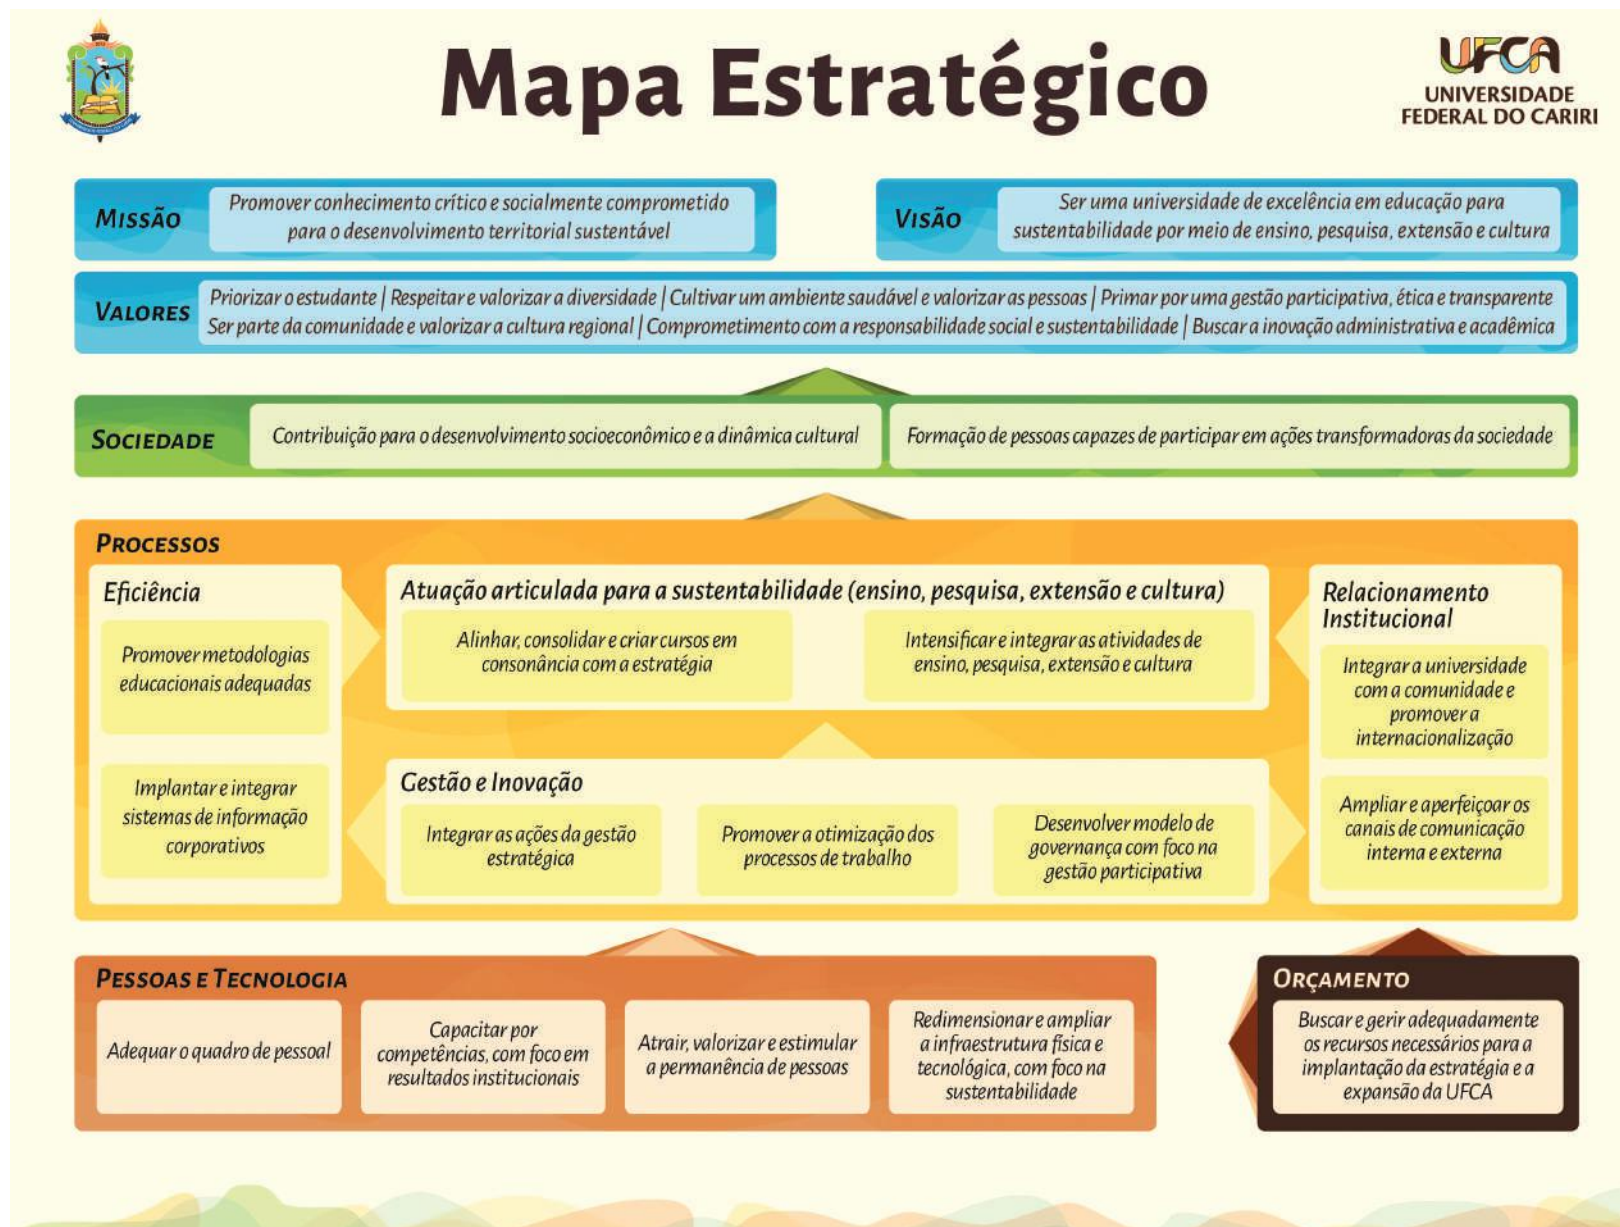 Mapa Estratégico
UFCA
UNIVERSIDADE
FEDERAL DO CARIRI
MISSÃO
Promover conhecimento crítico e socialmente comprometido
para o desenvolvimento territorial sustentável
VISÃO
Ser uma universidade de excelência em educação para
sustentabilidade por meio de ensino, pesquisa, extensão e cultura
VALORES
Priorizar o estudante | Respeitar e valorizar a diversidade | Cultivar um ambiente saudável e valorizar as pessoas | Primar por uma gestão participativa, ética e transparente
Ser parte da comunidade e valorizar a cultura regional | Comprometimento com a responsabilidade social e sustentabilidade | Buscar a inovação administrativa e acadêmica
SOCIEDADE
Contribuição para o desenvolvimento socioeconômico e a dinâmica cultural
Formação de pessoas capazes de participar em ações transformadoras da sociedade
PROCESSOS
Eficiência
Promover metodologias
educacionais adequadas
Implantar e integrar
sistemas de informação
corporativos
Atuação articulada para a sustentabilidade (ensino, pesquisa, extensão e cultura)
Alinhar, consolidar e criar cursos em
consonância com a estratégia
Intensificar e integrar as atividades de
ensino, pesquisa, extensão e cultura
Gestão e Inovação
Integrar as ações da gestão
estratégica
Promover a otimização dos
processos de trabalho
Desenvolver modelo de
governança com foco na
gestão participativa
Relacionamento
Institucional
Integrar a universidade
com a comunidade e
promover a
internacionalização
Ampliar e aperfeiçoar os
canais de comunicação
interna e externa
PESSOAS E TECNOLOGIA
Adequar o quadro de pessoal
Capacitar por
competências, com foco em
resultados institucionais
Atrair, valorizar e estimular
a permanência de pessoas
Redimensionar e ampliar
a infraestrutura física e
tecnológica, com foco na
sustentabilidade
ORÇAMENTO
Buscar e gerir adequadamente
os recursos necessários para a
implantação da estratégia e a
expansão da UFCA